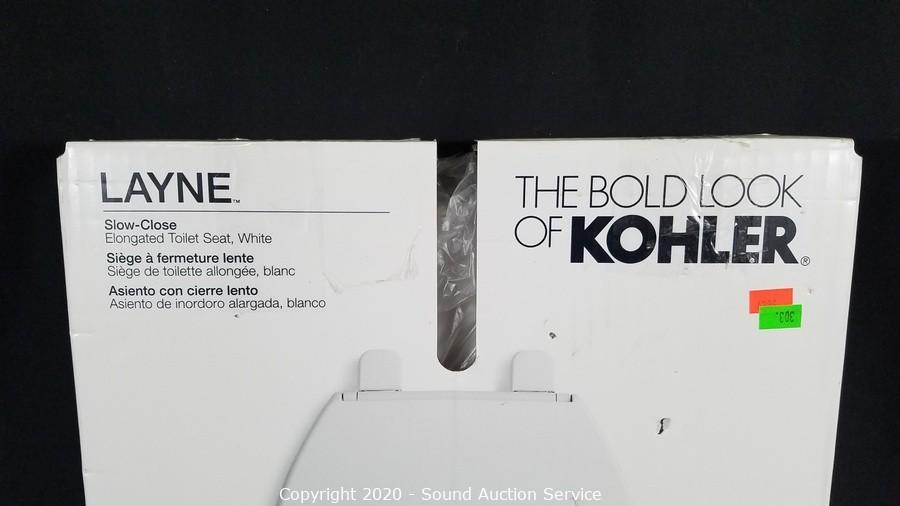 LAYNE™
Slow-Close
Elongated Toilet Seat, White
Siège à fermeture lente
Siège de toilette allongée, blanc
Asiento con cierre lento
Asiento de inordoro alargada, blanco
THE BOLD LOOK
OF KOHLER®
303.
Copyright 2020 - Sound Auction Service